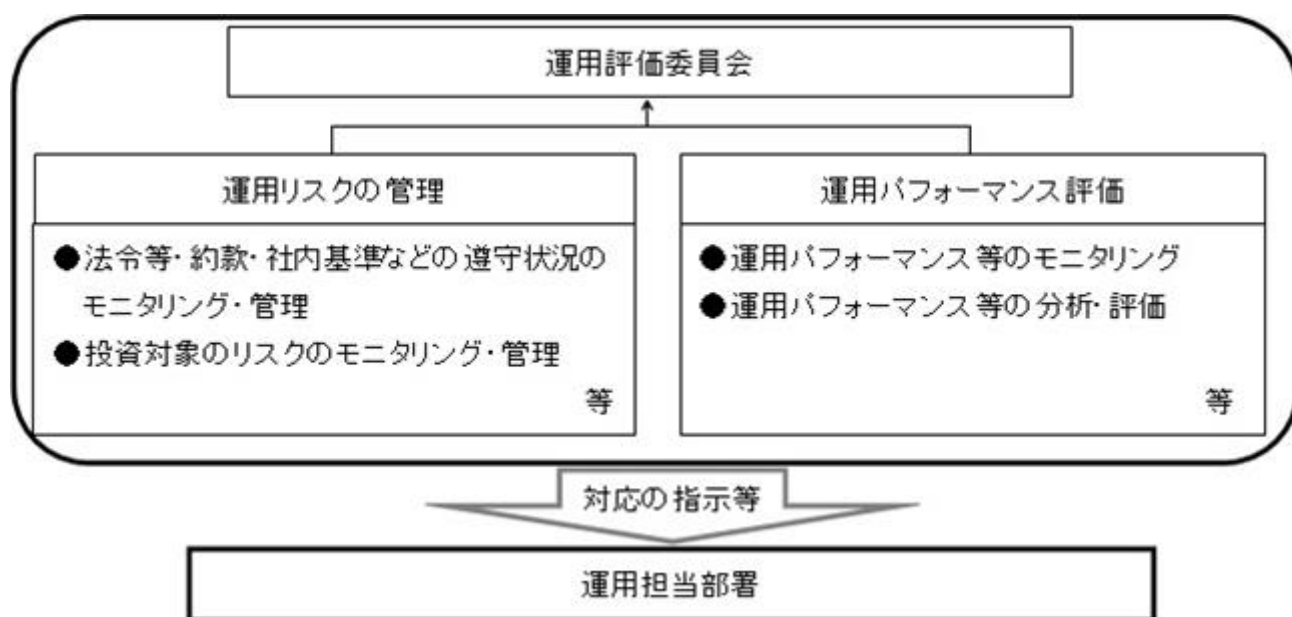 運用評価委員会
運用リスクの管理
●法令等・約款・社内基準などの遵守状況の
モニタリング・管理
●投資対象のリスクのモニタリング・管理
等
運用パフォーマンス評価
●運用パフォーマンス等のモニタリング
●運用パフォーマンス等の分析・評価
等
対応の指示等
運用担当部署